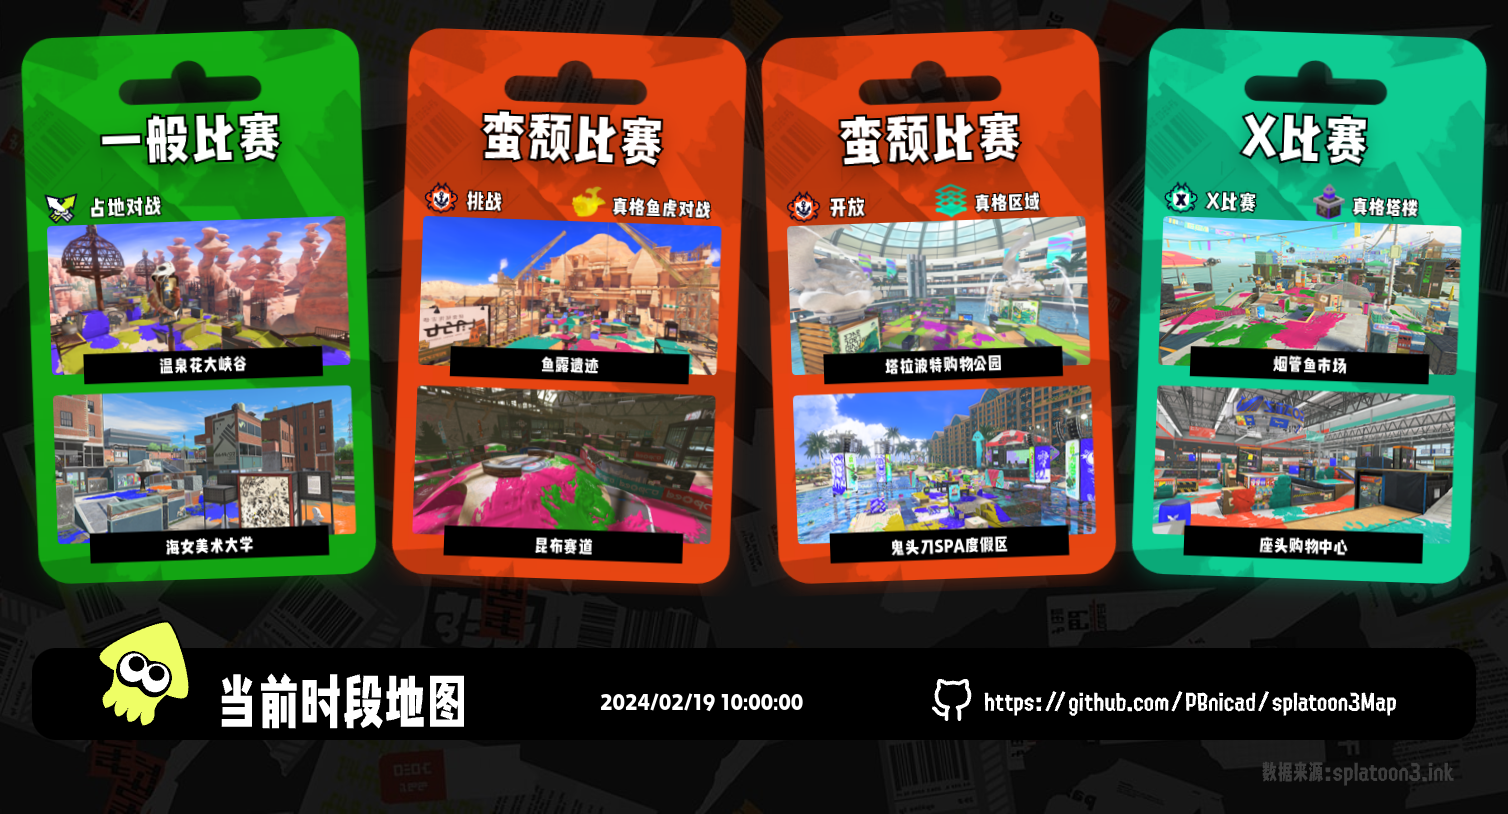 一般比赛
占地对战
温泉花大峡谷
海女美术大学
蛮颓比赛
挑战
真格鱼虎对战
鱼露遗迹
昆布赛道
蛮颓比赛
开放
真格区域
塔拉波特购物公园
鬼头刀SPA度假区
X比赛
X比赛
真格塔楼
烟管鱼市场
座头购物中心
当前时段地图
2024/02/19 10:00:00
https://github.com/PBnicad/splatoon3Map
数据来源:splatoon3.ink